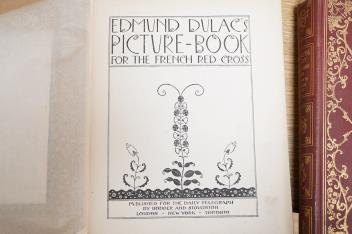 EDMUND DULAC'S
PICTURE-BOOK
FOR THE FRENCH RED CROSS
PUBLISHED FOR THE DAILY TELEGRAPH
BY HODDER AND STOUGHTON
LONDON · NEW YORK · TORONTO